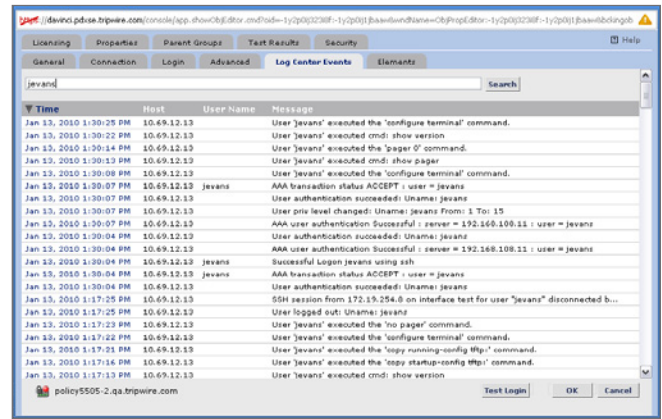 //davinci.pdxse.tripwire.com/console/app.showObjEditor.cmd?
Licensing Properties Parent Groups Test Results Security Help
General Connection Login Advanced Log Center Events Elements
jevans Search
Time Host User Name Message
Jan 13, 2010 1:30:25 PM 10.69.12.13 User 'jevans' executed the 'configure terminal' command.
Jan 13, 2010 1:30:22 PM 10.69.12.13 User 'jevans' executed cmd: show version
Jan 13, 2010 1:30:14 PM 10.69.12.13 User 'jevans' executed the 'pager 0' command.
Jan 13, 2010 1:30:13 PM 10.69.12.13 User 'jevans' executed cmd: show pager
Jan 13, 2010 1:30:08 PM 10.69.12.13 User 'jevans' executed the 'configure terminal' command.
Jan 13, 2010 1:30:07 PM 10.69.12.13 jevans AAA transaction status ACCEPT : user = jevans
Jan 13, 2010 1:30:07 PM 10.69.12.13 User authentication succeeded: Uname: jevans
Jan 13, 2010 1:30:07 PM 10.69.12.13 User priv level changed: Uname: jevans From: 1 To: 15
Jan 13, 2010 1:30:07 PM 10.69.12.13 AAA user authentication Successful : server = 192.168.108.11 : user = jevans
Jan 13, 2010 1:30:04 PM 10.69.12.13 User authentication succeeded: Uname: jevans
Jan 13, 2010 1:30:04 PM 10.69.12.13 AAA user authentication Successful : server = 192.168.108.11 : user = jevans
Jan 13, 2010 1:30:04 PM 10.69.12.13 jevans Successful Logon jevans using ssh
Jan 13, 2010 1:30:04 PM 10.69.12.13 jevans AAA transaction status ACCEPT : user = jevans
Jan 13, 2010 1:30:04 PM 10.69.12.13 User authentication succeeded: Uname: jevans
Jan 13, 2010 1:17:25 PM 10.69.12.13 SSH session from 172.19.254.8 on interface test for user "jevans" disconnected b...
Jan 13, 2010 1:17:25 PM 10.69.12.13 User logged out: Uname: jevans
Jan 13, 2010 1:17:23 PM 10.69.12.13 User 'jevans' executed the 'no pager' command.
Jan 13, 2010 1:17:22 PM 10.69.12.13 User 'jevans' executed the 'configure terminal' command.
Jan 13, 2010 1:17:21 PM 10.69.12.13 User 'jevans' executed the 'copy running-config tftp:' command.
Jan 13, 2010 1:17:16 PM 10.69.12.13 User 'jevans' executed the 'copy startup-config tftp:' command.
Jan 13, 2010 1:17:13 PM 10.69.12.13 User 'jevans' executed cmd: show version
policy5505-2.qa.tripwire.com Test Login OK Cancel